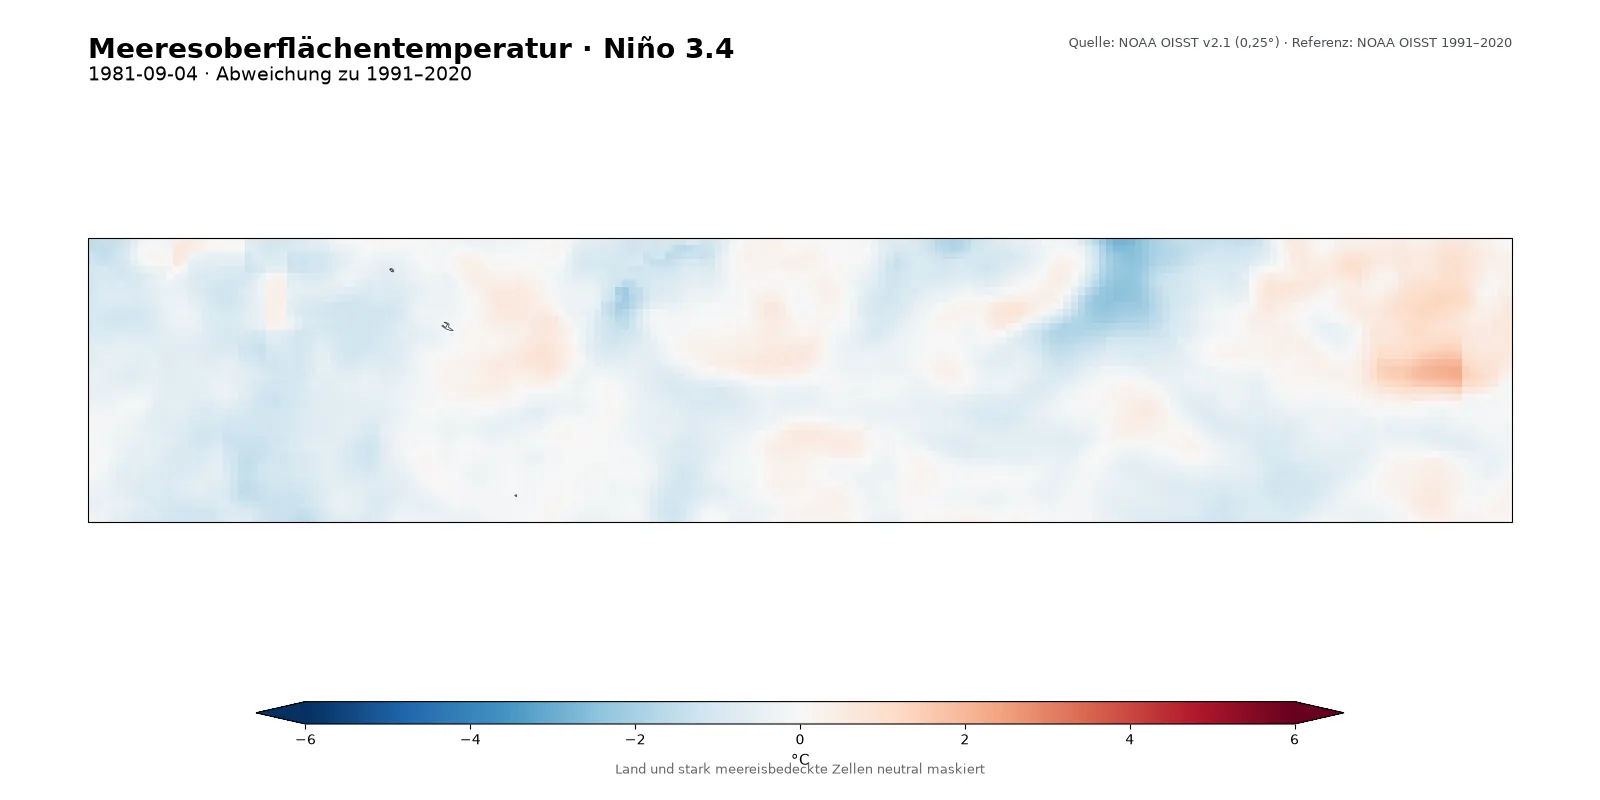 Meeresoberflächentemperatur · Niño 3.4
Quelle: NOAA OISST v2.1 (0,25°) · Referenz: NOAA OISST 1991–2020
1981-09-04 · Abweichung zu 1991–2020
−6 −4 −2 0 2 4 6
°C
Land und stark meereisbedeckte Zellen neutral maskiert